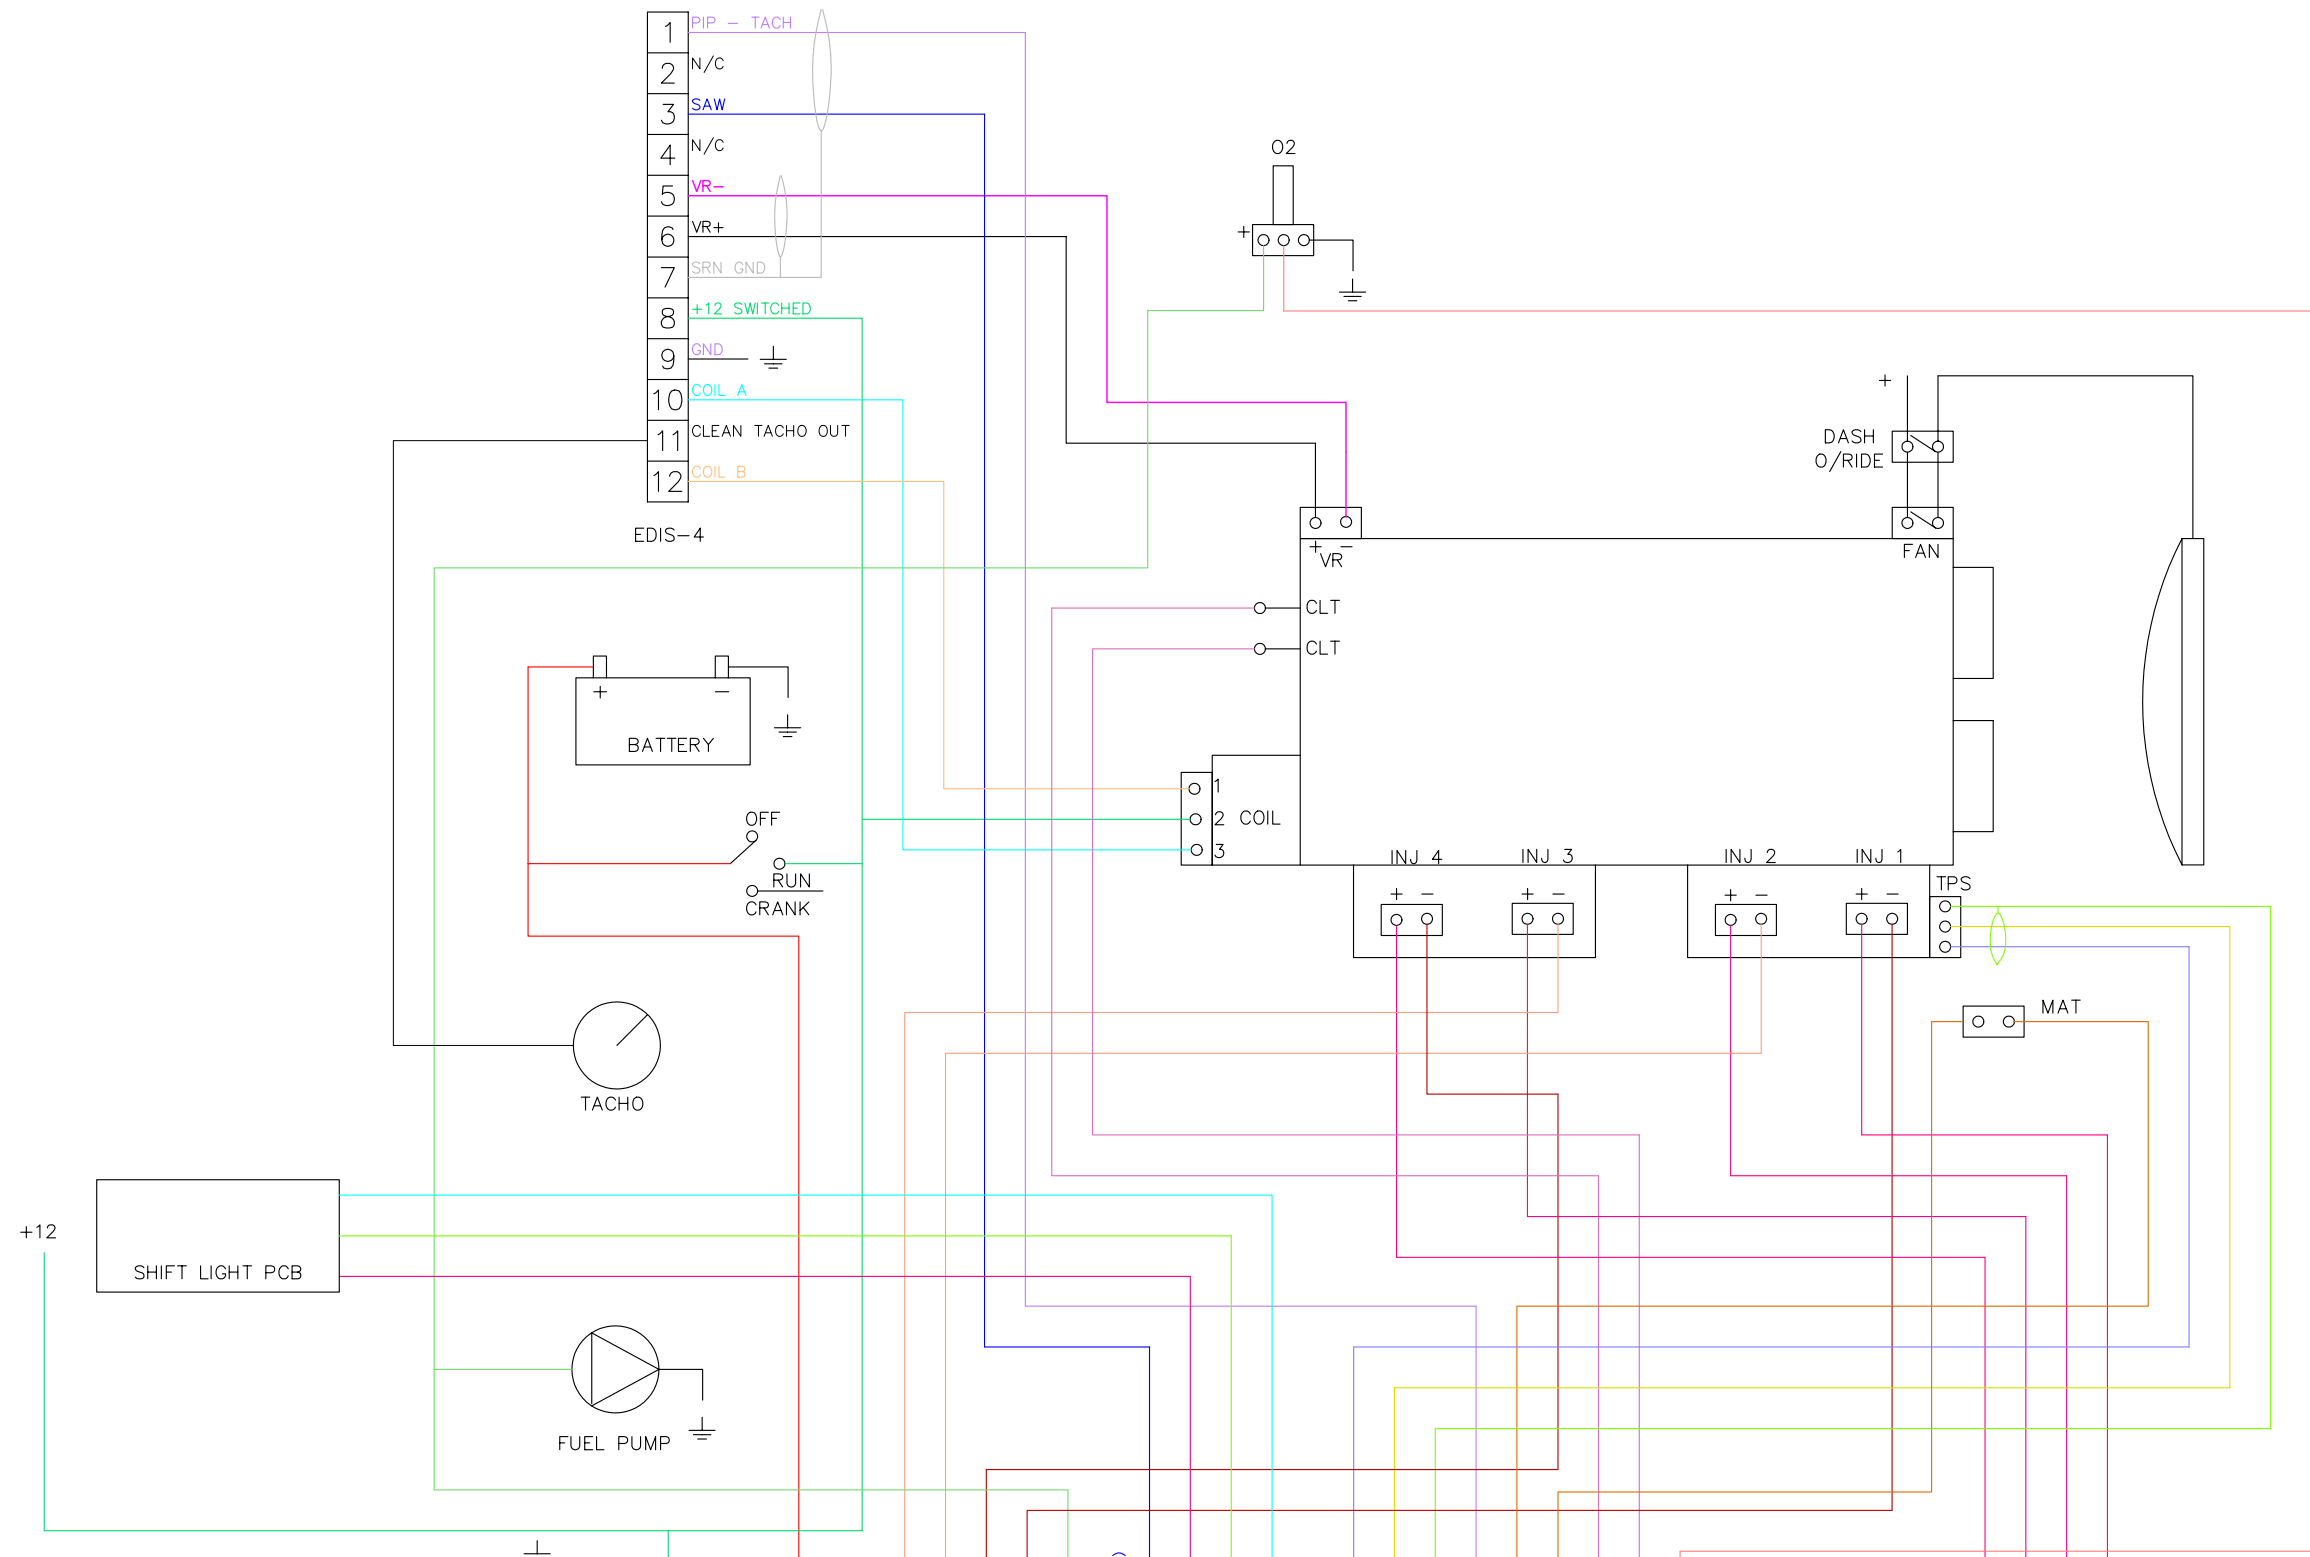 1 PIP - TACH
2 N/C
3 SAW
4 N/C
5 VR-
6 VR+
7 SRN GND
8 +12 SWITCHED
9 GND
10 COIL A
11 CLEAN TACHO OUT
12 COIL B
EDIS-4
O2
+
+
DASH
O/RIDE
FAN
+ -
VR
CLT
CLT
+ -
BATTERY
1
2 COIL
3
OFF
RUN
CRANK
INJ 4 INJ 3 INJ 2 INJ 1
+ - + - + - + -
TPS
MAT
TACHO
+12
SHIFT LIGHT PCB
FUEL PUMP